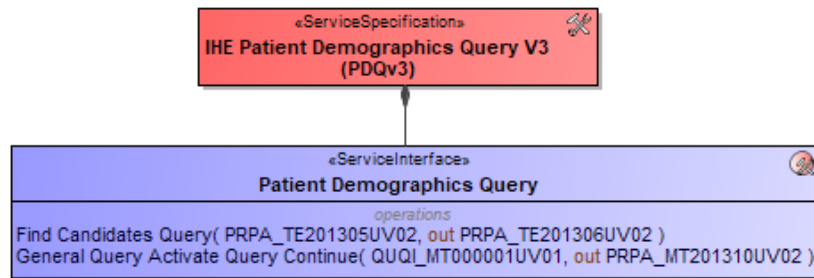 «ServiceSpecification»
IHE Patient Demographics Query V3
(PDQv3)
«ServiceInterface»
Patient Demographics Query
operations
Find Candidates Query( PRPA_TE201305UV02, out PRPA_TE201306UV02 )
General Query Activate Query Continue( QUQI_MT000001UV01, out PRPA_MT201310UV02 )